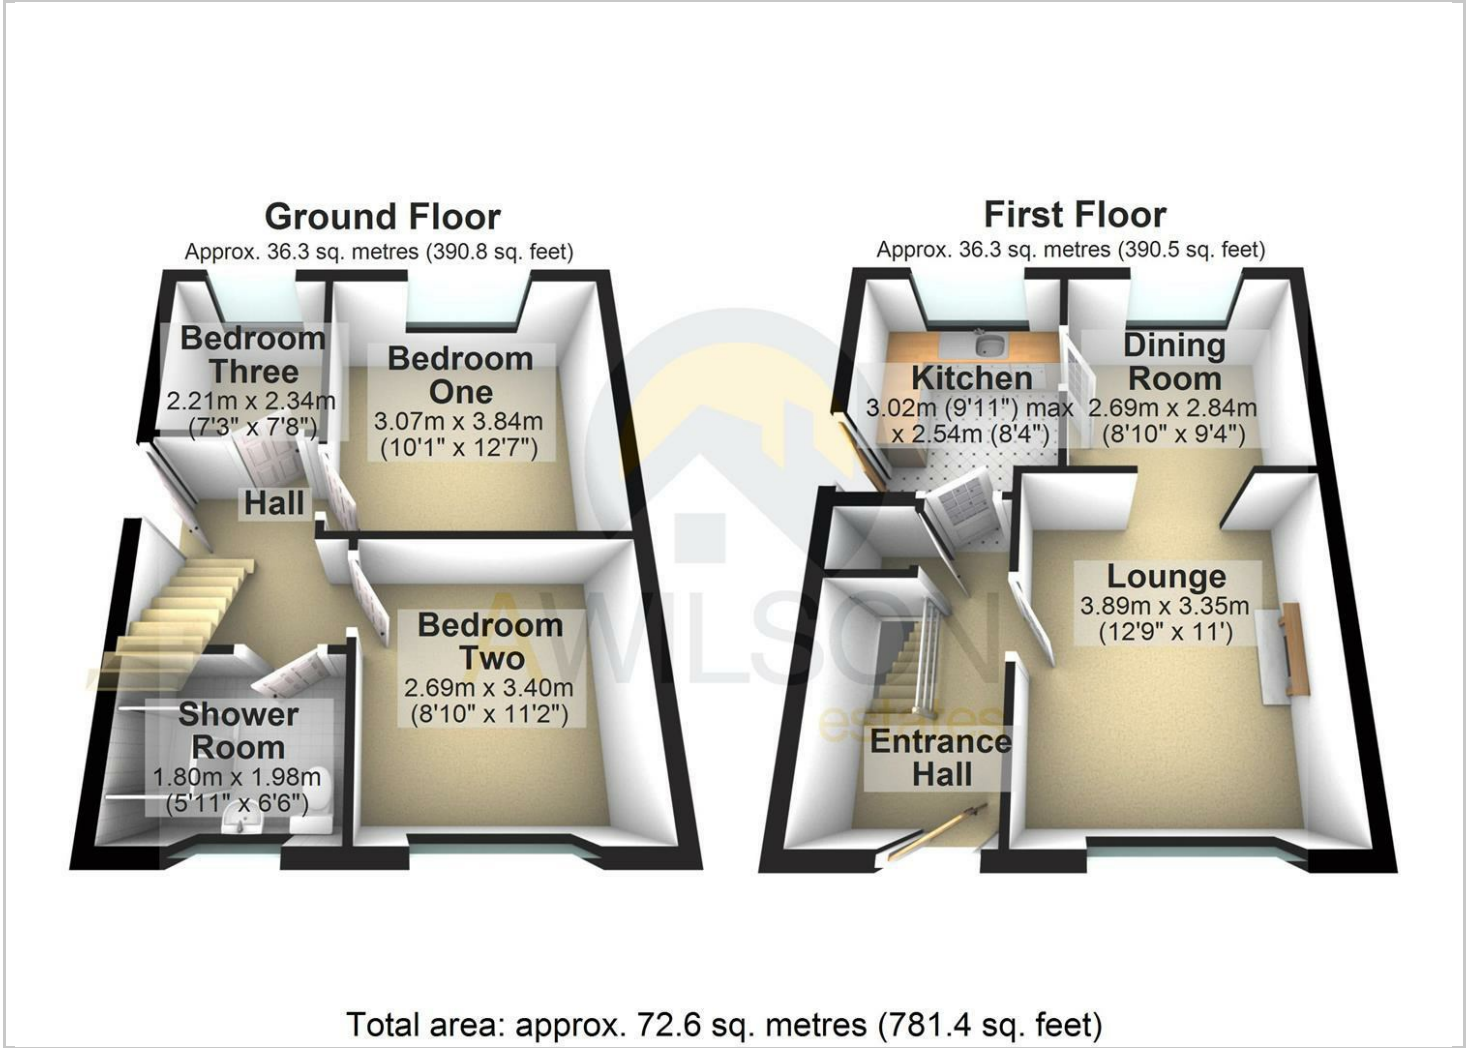 Ground Floor
Approx. 36.3 sq. metres (390.8 sq. feet)
Bedroom
Three
2.21m x 2.34m
(7'3" x 7'8")
Bedroom
One
3.07m x 3.84m
(10'1" x 12'7")
Hall
Bedroom
Two
2.69m x 3.40m
(8'10" x 11'2")
Shower
Room
1.80m x 1.98m
(5'11" x 6'6")
First Floor
Approx. 36.3 sq. metres (390.5 sq. feet)
Kitchen
3.02m (9'11") max
x 2.54m (8'4")
Dining
Room
2.69m x 2.84m
(8'10" x 9'4")
Lounge
3.89m x 3.35m
(12'9" x 11')
Entrance
Hall
AWILSON
estates
Total area: approx. 72.6 sq. metres (781.4 sq. feet)